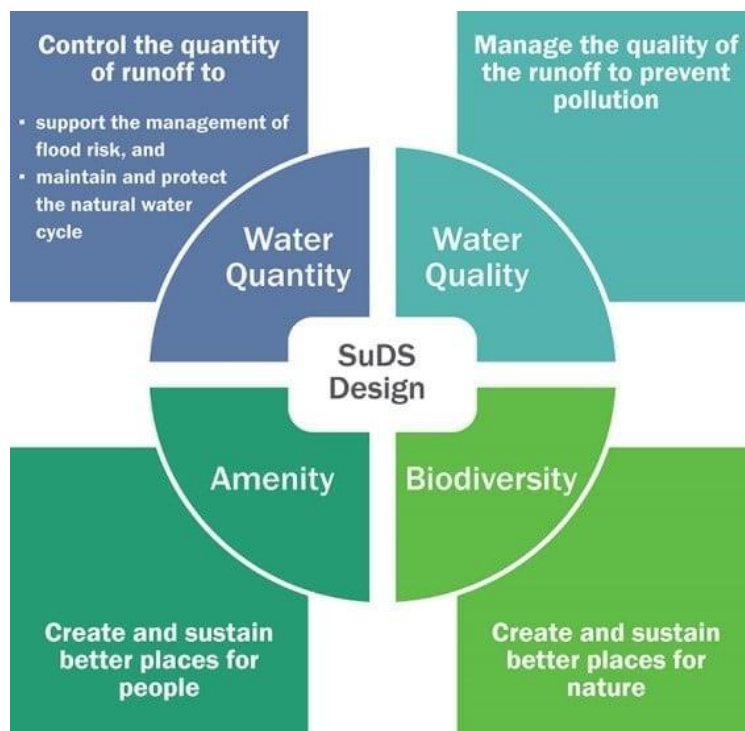 Control the quantity
of runoff to
▪ support the management of
flood risk, and
▪ maintain and protect
the natural water
cycle
Manage the quality of
the runoff to prevent
pollution
Water
Quantity
Water
Quality
SuDS
Design
Amenity
Biodiversity
Create and sustain
better places for
people
Create and sustain
better places for
nature